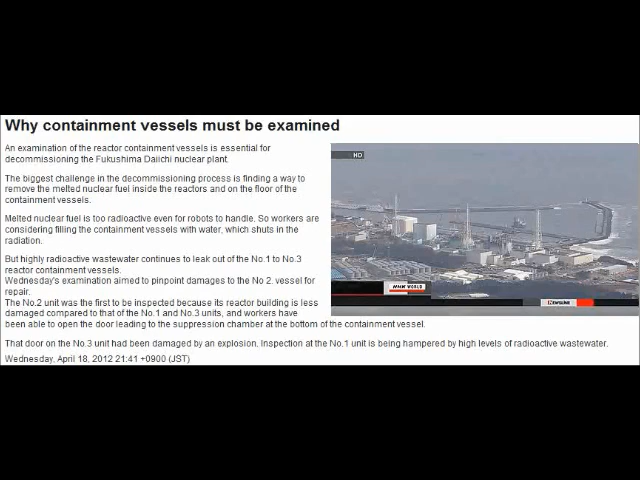 Why containment vessels must be examined
An examination of the reactor containment vessels is essential for
decommissioning the Fukushima Daiichi nuclear plant.
HD
The biggest challenge in the decommissioning process is finding a way to
remove the melted nuclear fuel inside the reactors and on the floor of the
containment vessels.
Melted nuclear fuel is too radioactive even for robots to handle. So workers are
considering filling the containment vessels with water, which shuts in the
radiation.
But highly radioactive wastewater continues to leak out of the No.1 to No.3
reactor containment vessels.
Wednesday's examination aimed to pinpoint damages to the No 2. vessel for
repair.
NHK WORLD
The No.2 unit was the first to be inspected because its reactor building is less
NEWSLINE
damaged compared to that of the No.1 and No.3 units, and workers have
been able to open the door leading to the suppression chamber at the bottom of the containment vessel.
That door on the No.3 unit had been damaged by an explosion. Inspection at the No.1 unit is being hampered by high levels of radioactive wastewater.
Wednesday, April 18, 2012 21:41 +0900 (JST)